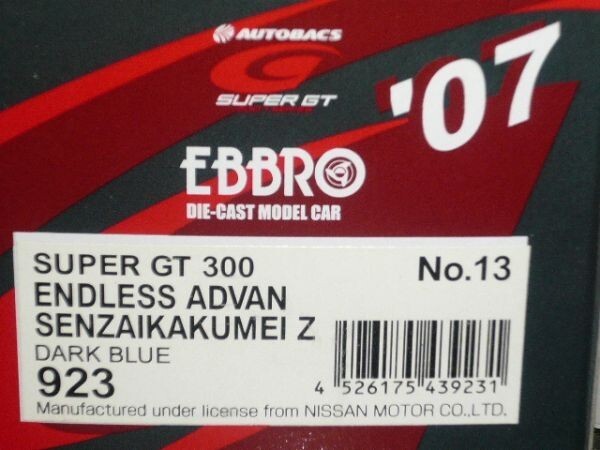 AUTOBACS
SUPER GT
'07
EBBRO
DIE-CAST MODEL CAR
SUPER GT 300 No.13
ENDLESS ADVAN
SENZAIKAKUMEI Z
DARK BLUE
923
4 526175 439231
Manufactured under license from NISSAN MOTOR CO.,LTD.